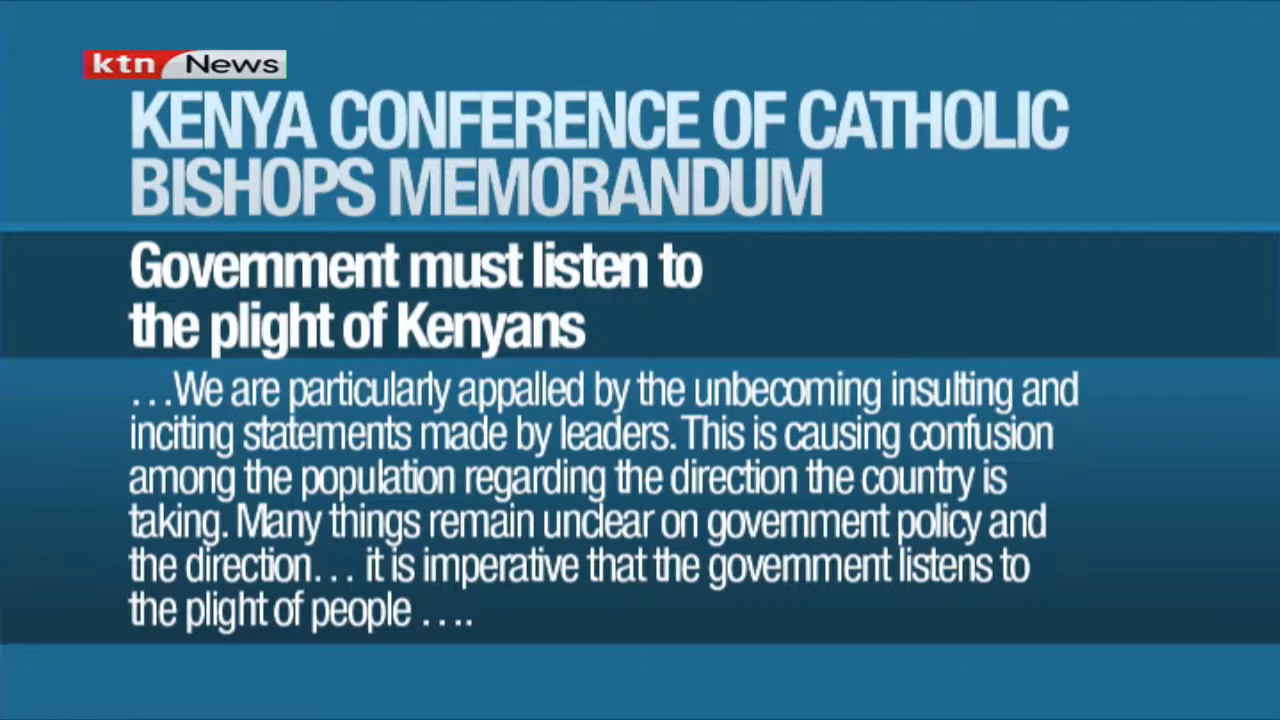 ktn News
KENYA CONFERENCE OF CATHOLIC
BISHOPS MEMORANDUM
Government must listen to
the plight of Kenyans
...We are particularly appalled by the unbecoming insulting and
inciting statements made by leaders. This is causing confusion
among the population regarding the direction the country is
taking. Many things remain unclear on government policy and
the direction... it is imperative that the government listens to
the plight of people ....